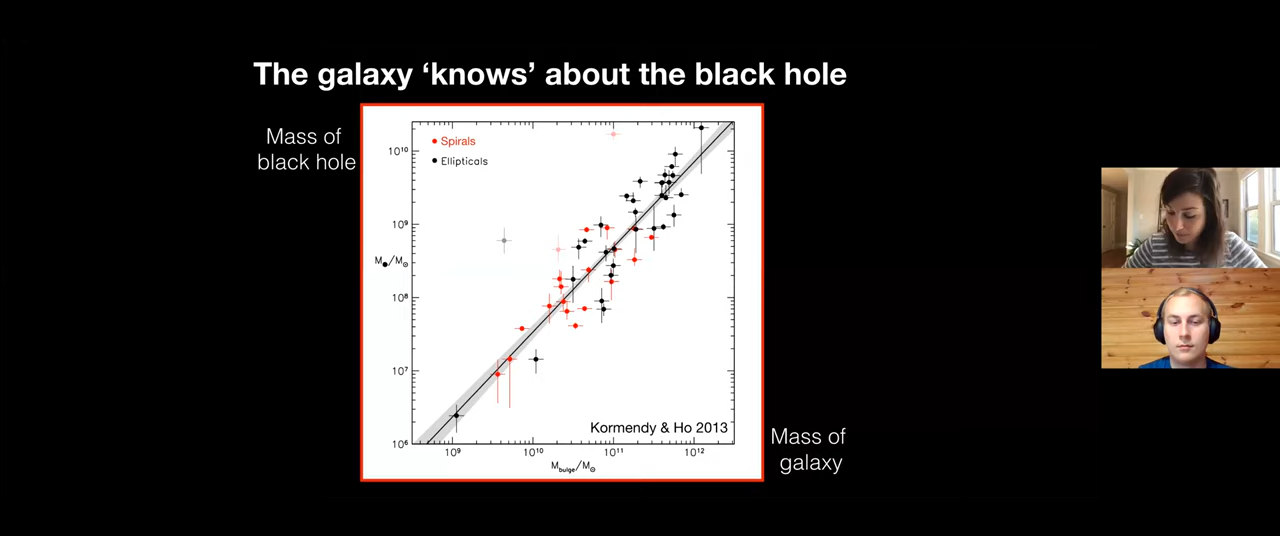 The galaxy ‘knows’ about the black hole
Mass of
black hole
Spirals
Ellipticals
10¹⁰
10⁹
M●/M⊙
10⁸
10⁷
10⁶
Kormendy & Ho 2013
10⁹ 10¹⁰ 10¹¹ 10¹²
Mbulge/M⊙
Mass of
galaxy